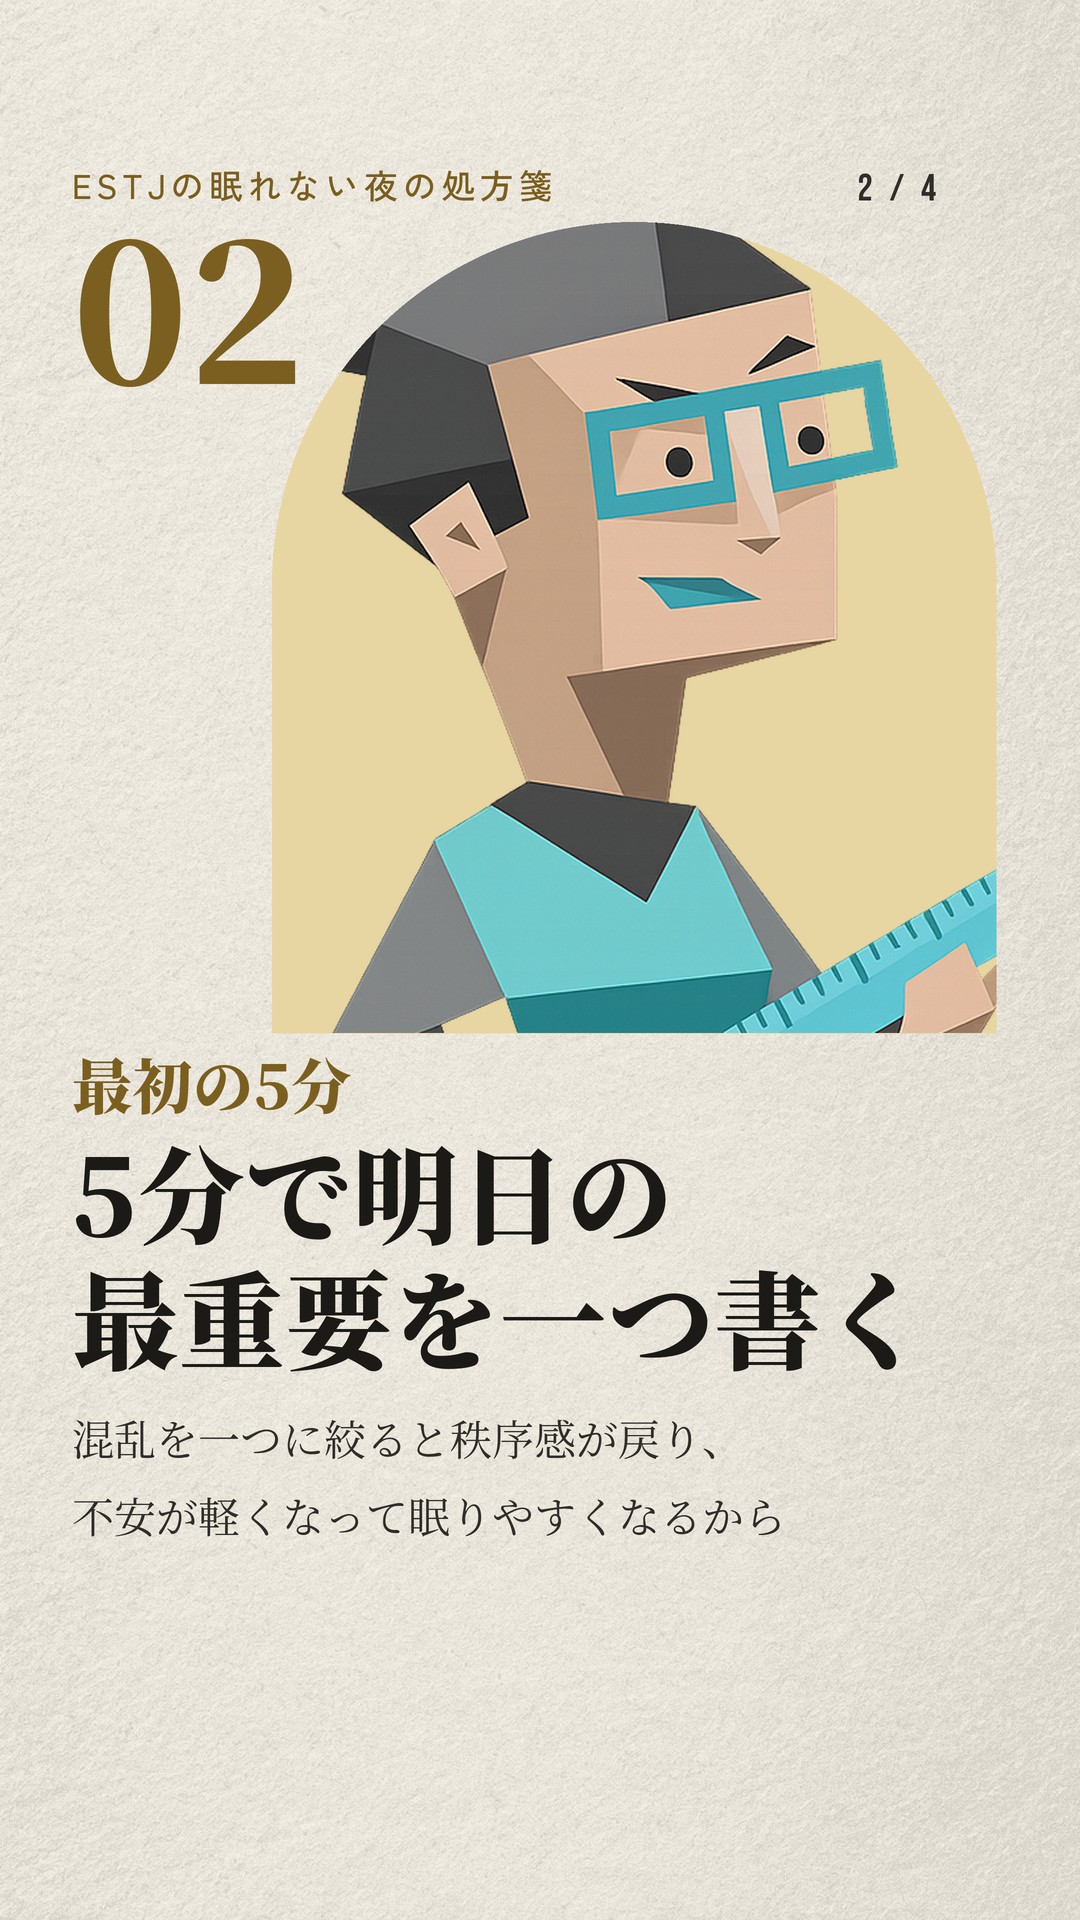 ESTJの眠れない夜の処方箋
2 / 4
02
最初の5分
5分で明日の
最重要を一つ書く
混乱を一つに絞ると秩序感が戻り、
不安が軽くなって眠りやすくなるから